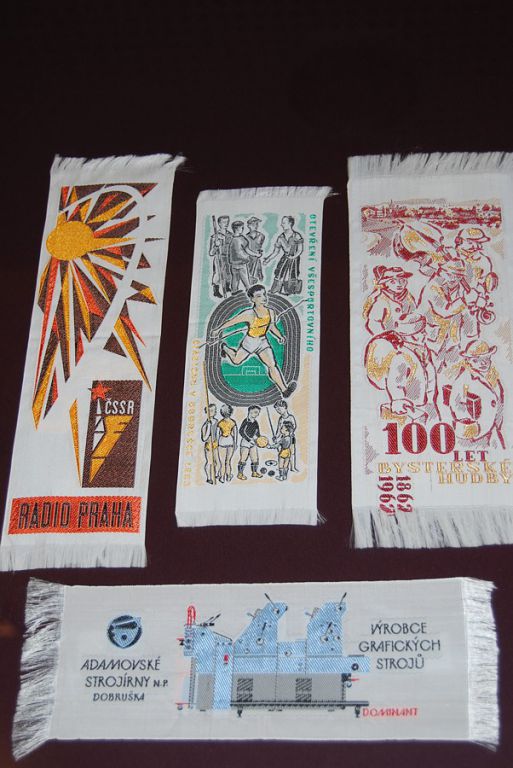 ČSSR
RADIO PRAHA
OTEVŘENÍ VŠESPORTOVNÍHO
100 LET
BYSTERSKÉ
HUDBY
1862
1962
ADAMOVSKÉ
STROJÍRNY N.P.
DOBRUŠKA
VÝROBCE
GRAFICKÝCH
STROJŮ
DOMINANT